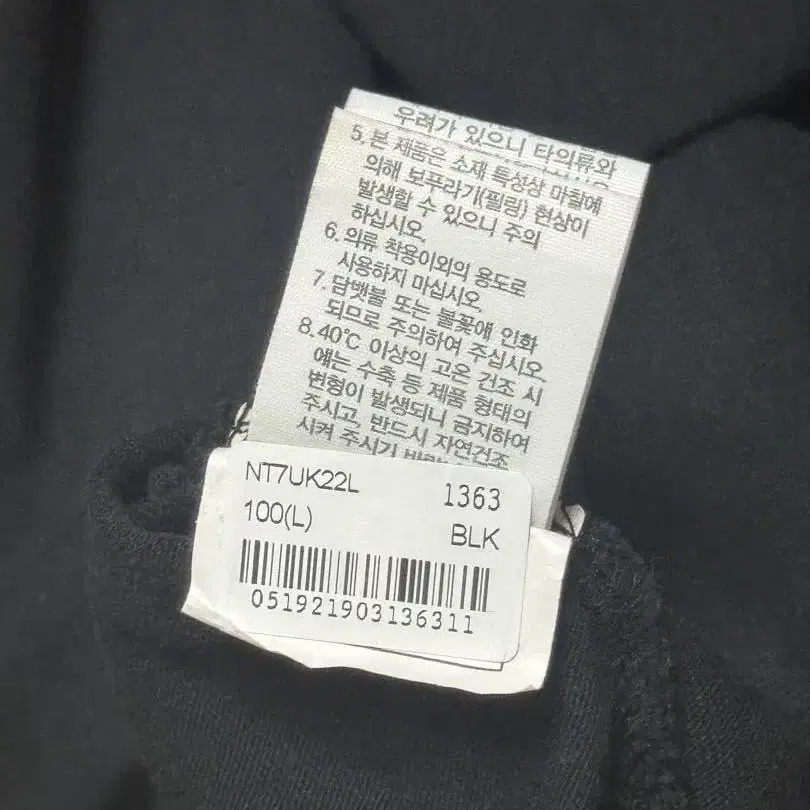 우려가 있으니 타의류와
5. 본 제품은 소재 특성상 마찰에
의해 보푸라기(필링) 현상이
발생할 수 있으니 주의
하십시오.
6. 의류 착용이외의 용도로
사용하지 마십시오.
7. 담뱃불 또는 불꽃에 인화
되므로 주의하여 주십시오.
8. 40℃ 이상의 고온 건조 시
에는 수축 등 제품 형태의
변형이 발생되니 금지하여
주시고, 반드시 자연건조
시켜 주시기
NT7UK22L 1363
100(L) BLK
051921903136311